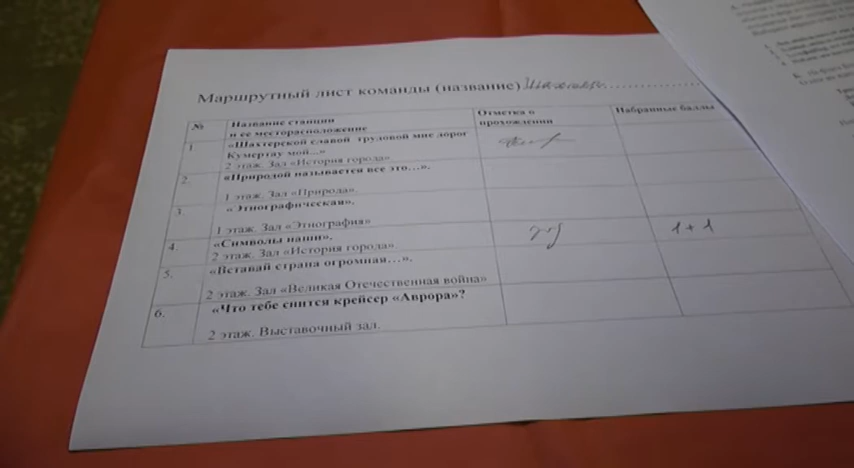 Маршрутный лист команды (название)
№ Название станции и ее месторасположение Отметка о прохождении Набранные баллы
1. «Шахтерской славой трудовой мне дорог
Кумертау мой...»
2 этаж. Зал «История города».
2. «Природой называется все это...».
1 этаж. Зал «Природа».
3. «Этнографическая».
1 этаж. Зал «Этнография»
4. «Символы наши». 1+1
2 этаж. Зал «История города»
5. «Вставай страна огромная...».
2 этаж. Зал «Великая Отечественная война»
6. «Что тебе снится крейсер «Аврора»?
2 этаж. Выставочный зал.